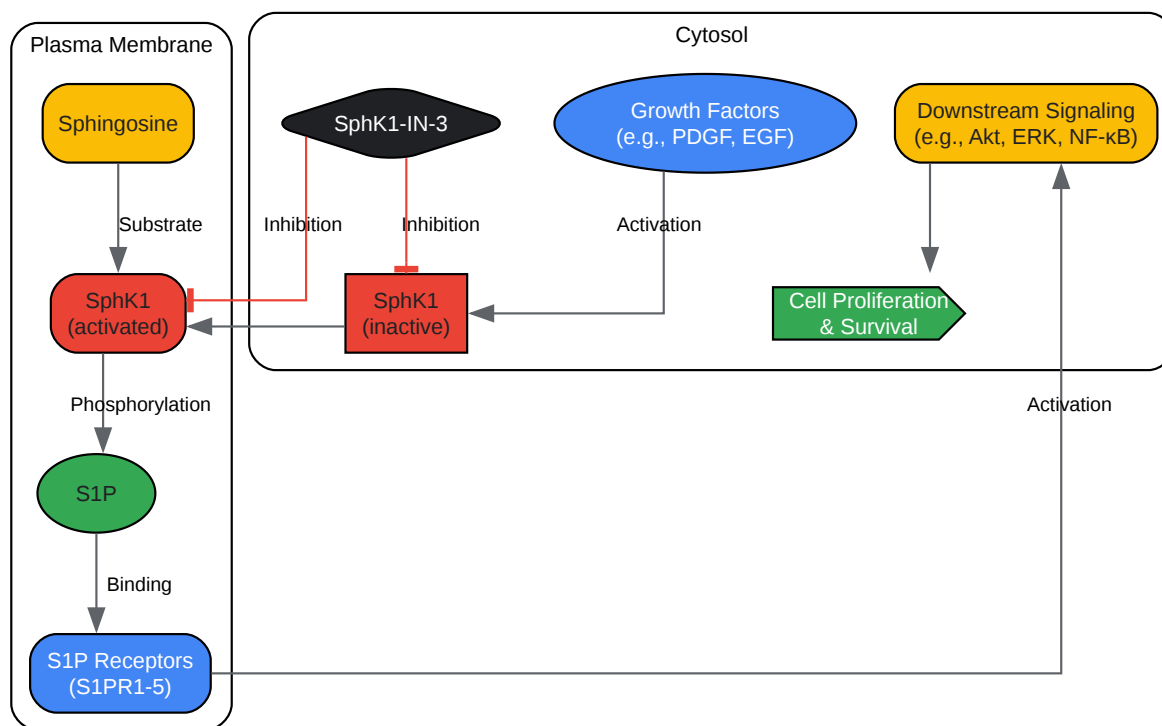 Plasma Membrane
Cytosol
Sphingosine
SphK1-IN-3
Growth Factors
(e.g., PDGF, EGF)
Downstream Signaling
(e.g., Akt, ERK, NF-κB)
Substrate
Inhibition
Inhibition
Activation
SphK1
(activated)
SphK1
(inactive)
Cell Proliferation
& Survival
Phosphorylation
Activation
S1P
Binding
S1P Receptors
(S1PR1-5)